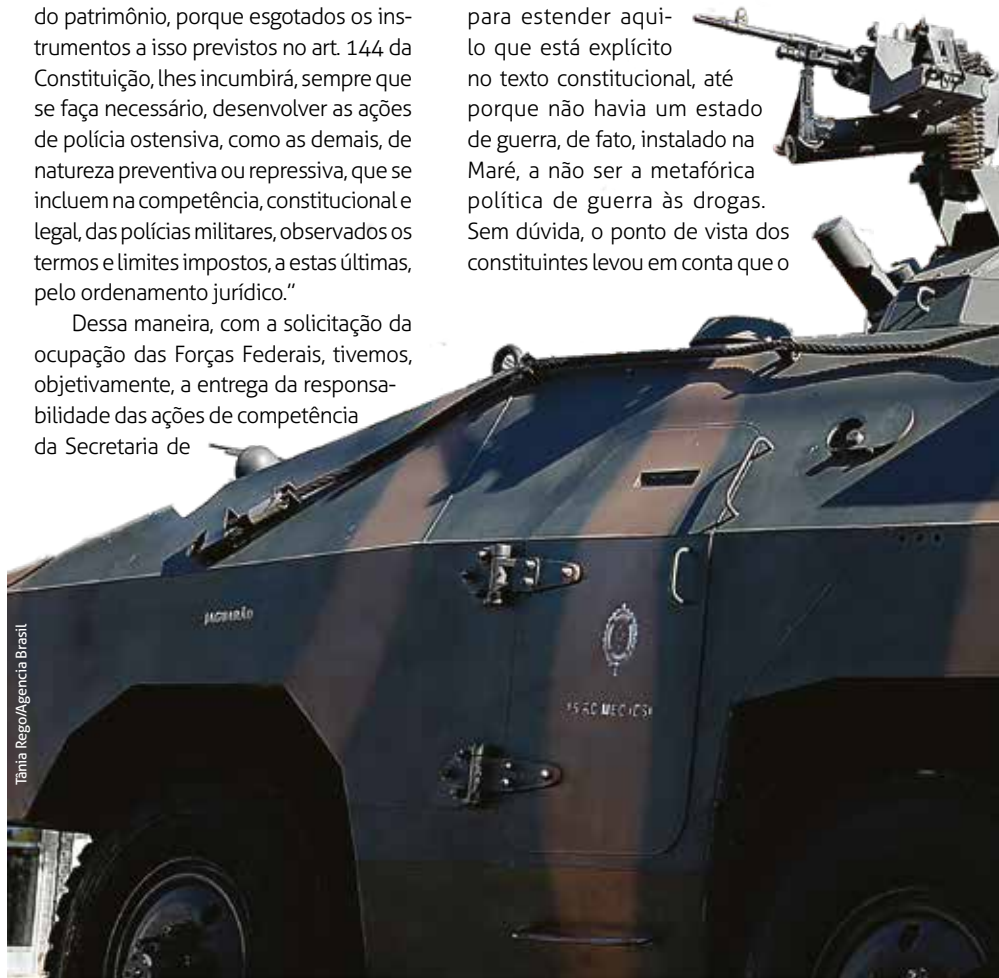 do patrimônio, porque esgotados os ins-
trumentos a isso previstos no art. 144 da
Constituição, lhes incumbirá, sempre que
se faça necessário, desenvolver as ações
de polícia ostensiva, como as demais, de
natureza preventiva ou repressiva, que se
incluem na competência, constitucional e
legal, das polícias militares, observados os
termos e limites impostos, a estas últimas,
pelo ordenamento jurídico.“
Dessa maneira, com a solicitação da
ocupação das Forças Federais, tivemos,
objetivamente, a entrega da responsa-
bilidade das ações de competência
da Secretaria de
para estender aqui-
lo que está explícito
no texto constitucional, até
porque não havia um estado
de guerra, de fato, instalado na
Maré, a não ser a metafórica
política de guerra às drogas.
Sem dúvida, o ponto de vista dos
constituintes levou em conta que o
JAGUARÃO
Tânia Rego/Agencia Brasil